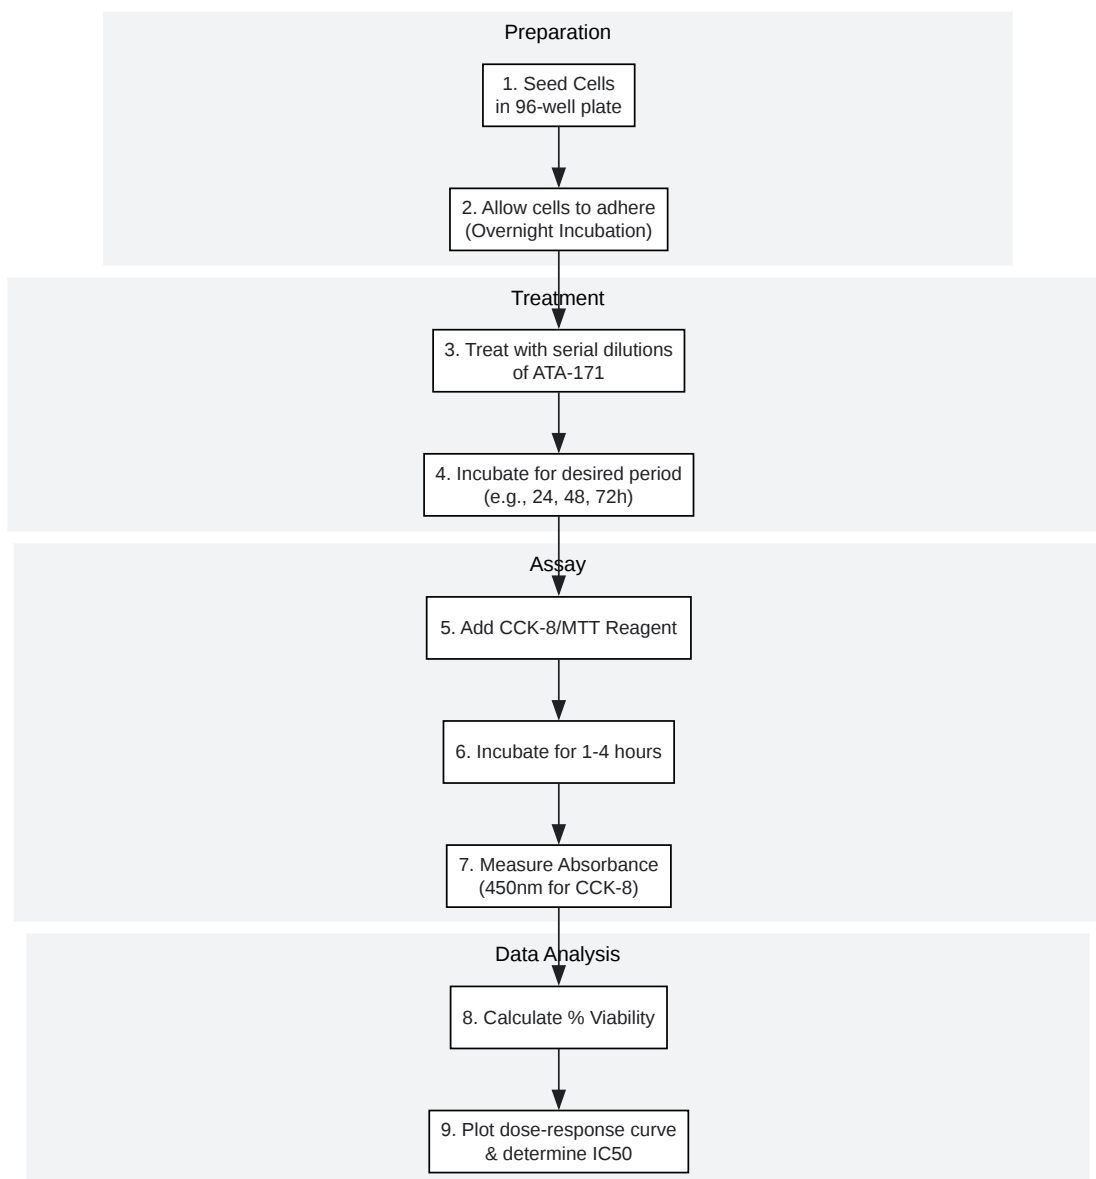 Preparation
1. Seed Cells
in 96-well plate
2. Allow cells to adhere
(Overnight Incubation)
Treatment
3. Treat with serial dilutions
of ATA-171
4. Incubate for desired period
(e.g., 24, 48, 72h)
Assay
5. Add CCK-8/MTT Reagent
6. Incubate for 1-4 hours
7. Measure Absorbance
(450nm for CCK-8)
Data Analysis
8. Calculate % Viability
9. Plot dose-response curve
& determine IC50